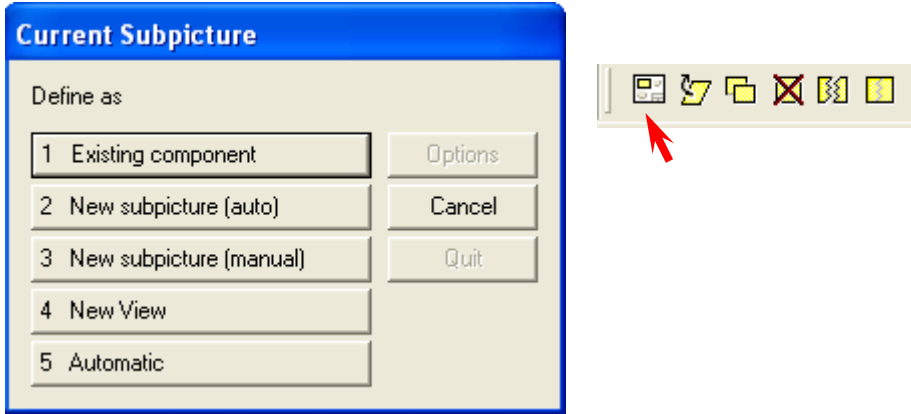 Current Subpicture
Define as
1 Existing component
Options
2 New subpicture (auto)
Cancel
3 New subpicture (manual)
Quit
4 New View
5 Automatic